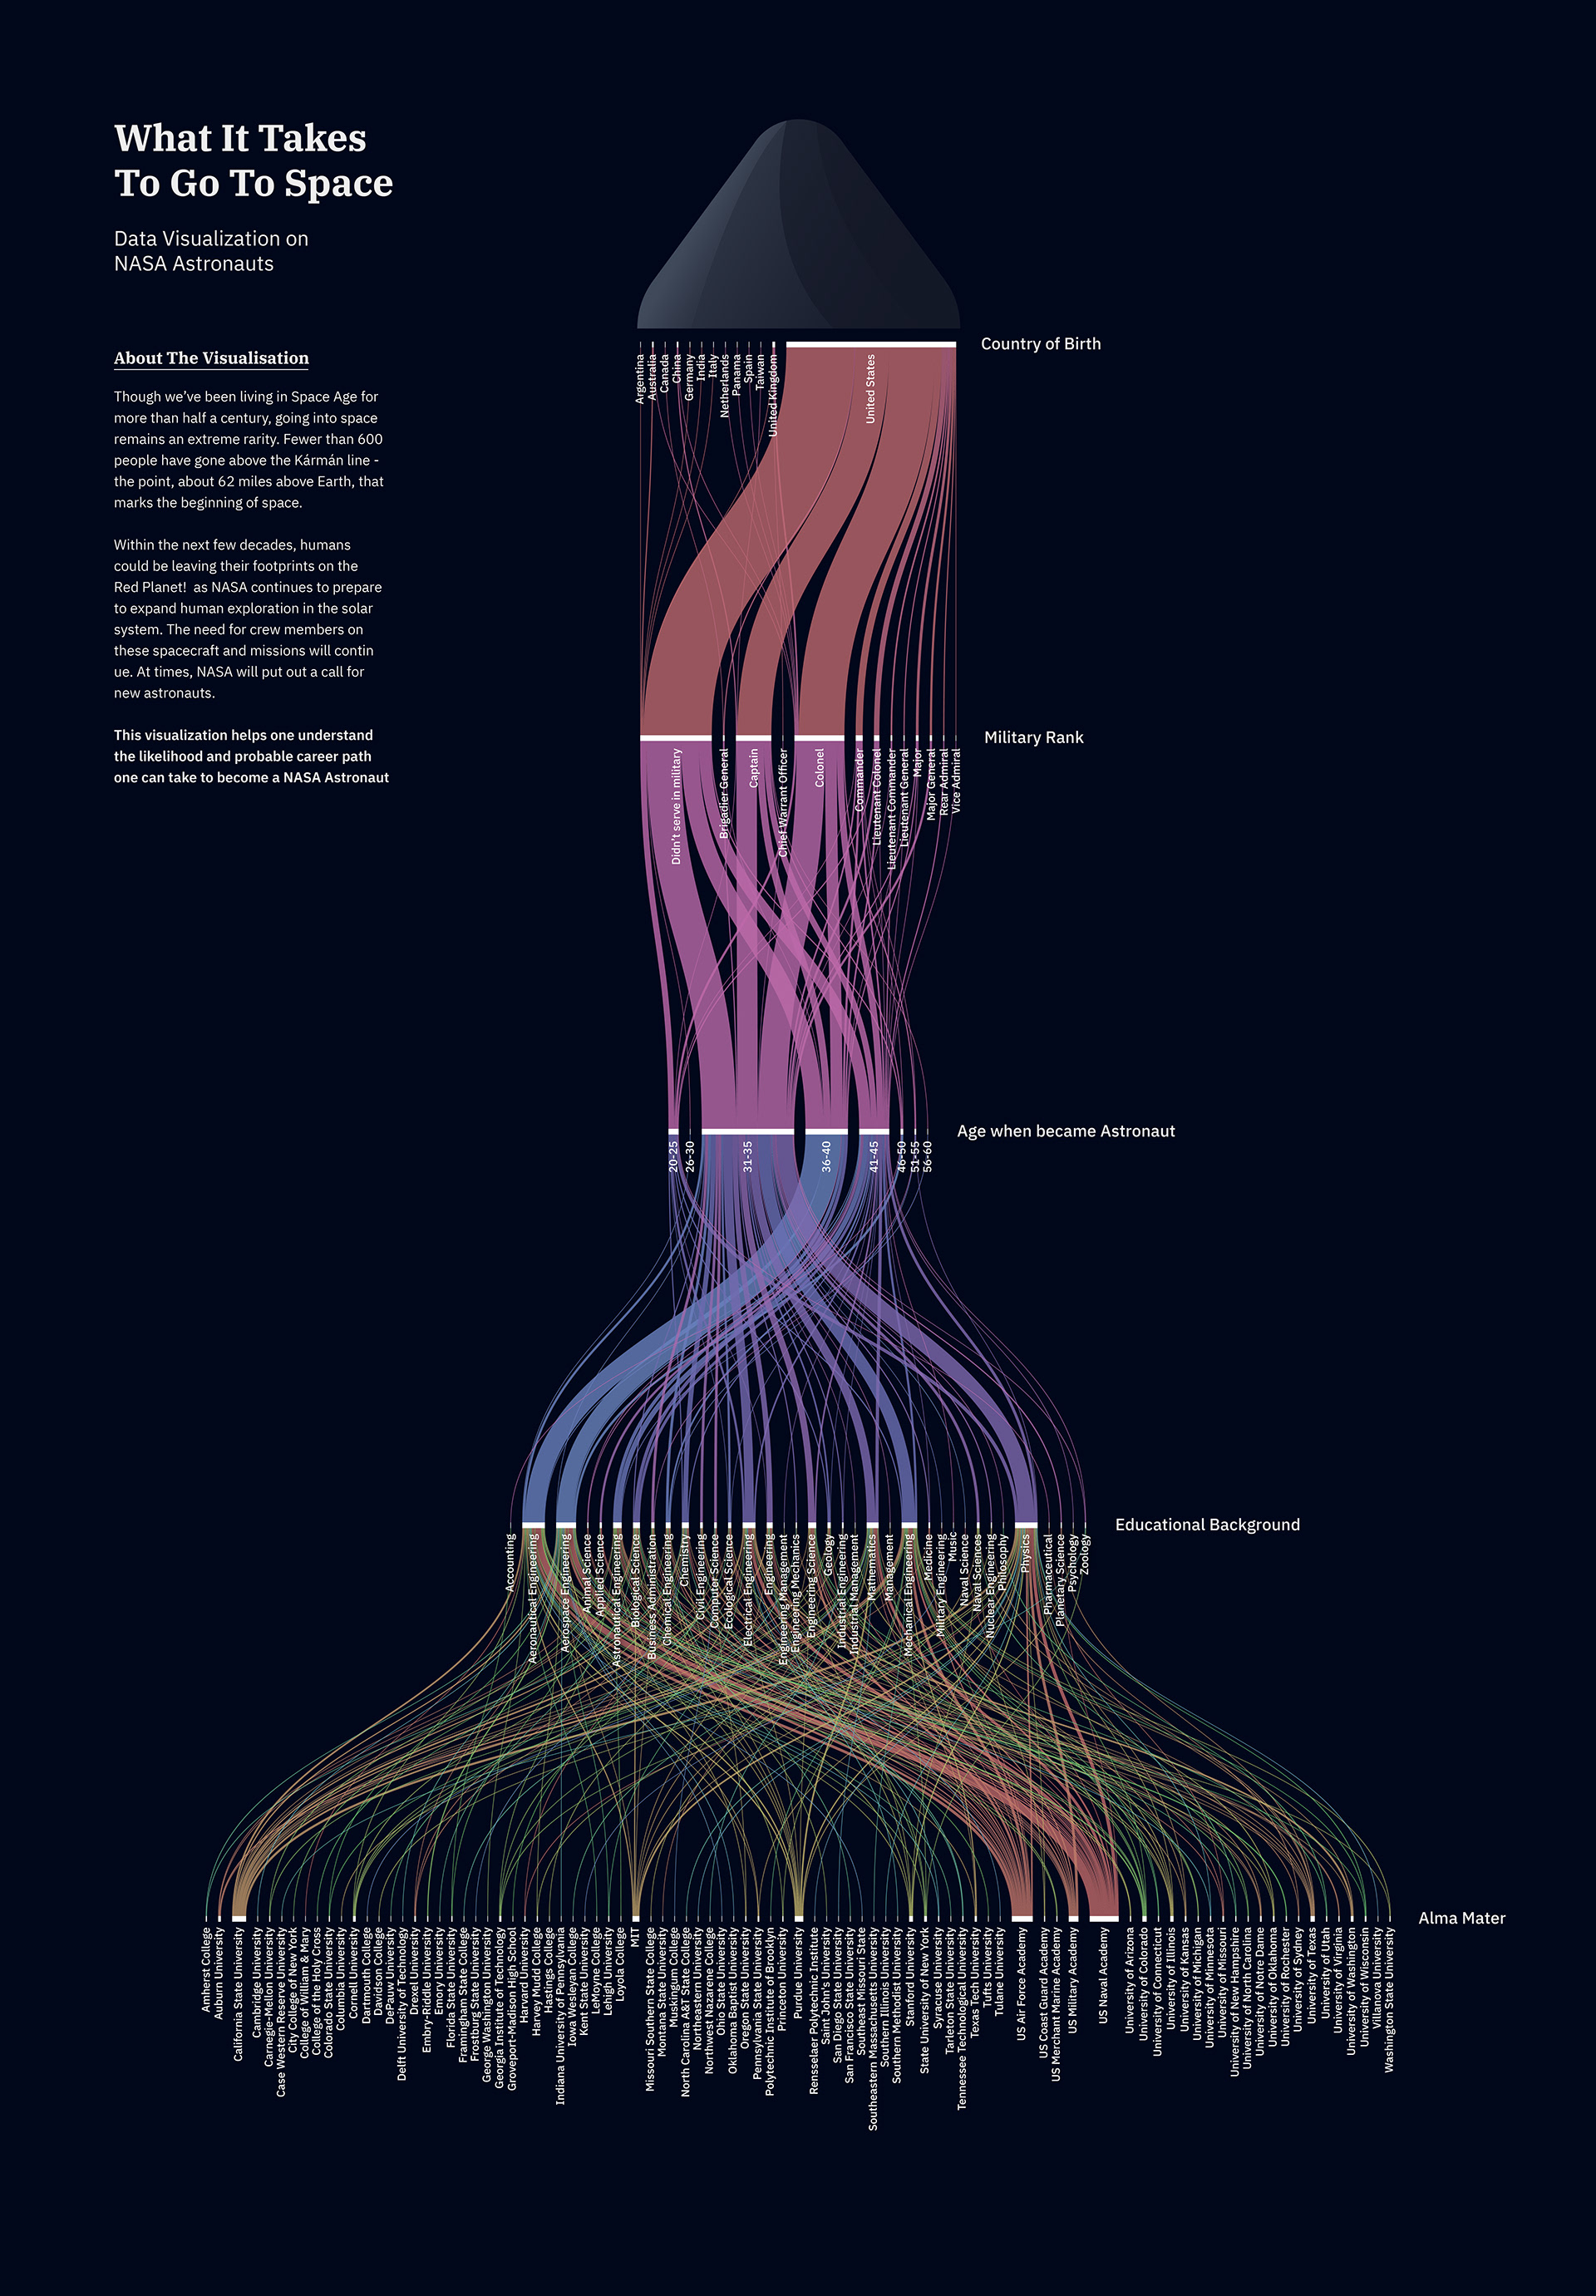 What It Takes
To Go To Space
Data Visualization on
NASA Astronauts
About The Visualisation
Though we’ve been living in Space Age for
more than half a century, going into space
remains an extreme rarity. Fewer than 600
people have gone above the Kármán line -
the point, about 62 miles above Earth, that
marks the beginning of space.
Within the next few decades, humans
could be leaving their footprints on the
Red Planet!  as NASA continues to prepare
to expand human exploration in the solar
system. The need for crew members on
these spacecraft and missions will contin
ue. At times, NASA will put out a call for
new astronauts.
This visualization helps one understand
the likelihood and probable career path
one can take to become a NASA Astronaut
Country of Birth
Argentina
Australia
Canada
China
Germany
India
Italy
Netherlands
Panama
Spain
Taiwan
United Kingdom
United States
Military Rank
Didn't serve in military
Brigadier General
Captain
Chief Warrant Officer
Colonel
Commander
Lieutenant Colonel
Lieutenant Commander
Lieutenant General
Major
Major General
Rear Admiral
Vice Admiral
Age when became Astronaut
20-25
26-30
31-35
36-40
41-45
46-50
51-55
56-60
Educational Background
Accounting
Aeronautical Engineering
Aerospace Engineering
Animal Science
Applied Science
Astronautical Engineering
Biological Science
Business Administration
Chemical Engineering
Chemistry
Civil Engineering
Computer Science
Ecological Science
Electrical Engineering
Engineering
Engineering Management
Engineering Mechanics
Engineering Science
Geology
Industrial Engineering
Industrial Management
Mathematics
Management
Mechanical Engineering
Medicine
Military Engineering
Music
Naval Science
Naval Sciences
Nuclear Engineering
Philosophy
Physics
Pharmaceutical
Planetary Science
Psychology
Zoology
Alma Mater
Amherst College
Auburn University
California State University
Cambridge University
Carnegie-Mellon University
Case Western Reserve University
City College of New York
College of William & Mary
College of the Holy Cross
Colorado State University
Columbia University
Cornell University
Dartmouth College
Davidson College
DePauw University
Delft University of Technology
Drexel University
Embry-Riddle University
Emory University
Florida State University
Framingham State College
Frostburg State University
George Washington University
Georgia Institute of Technology
Groveport-Madison High School
Harvard University
Harvey Mudd College
Hastings College
Indiana University of Pennsylvania
Iowa Wesleyan College
Kent State University
LeMoyne College
Lehigh University
Loyola College
MIT
Missouri Southern State College
Montana State University
Muskingam College
North Carolina A&T State College
Northeastern University
Northwest Nazarene College
Ohio State University
Oklahoma Baptist University
Oregon State University
Pennsylvania State University
Polytechnic Institute of Brooklyn
Princeton University
Purdue University
Rensselaer Polytechnic Institute
Saint John's University
San Diego State University
San Francisco State University
Southeast Missouri State
Southeastern Massachusetts University
Southern Illinois University
Southern Methodist University
Stanford University
State University of New York
Syracuse University
Tarleton State University
Tennessee Technological University
Texas Tech University
Tufts University
Tulane University
US Air Force Academy
US Coast Guard Academy
US Merchant Marine Academy
US Military Academy
US Naval Academy
University of Arizona
University of Colorado
University of Connecticut
University of Illinois
University of Kansas
University of Michigan
University of Minnesota
University of Missouri
University of New Hampshire
University of North Carolina
University of Notre Dame
University of Oklahoma
University of Rochester
University of Sydney
University of Texas
University of Utah
University of Virginia
University of Washington
University of Wisconsin
Villanova University
Washington State University